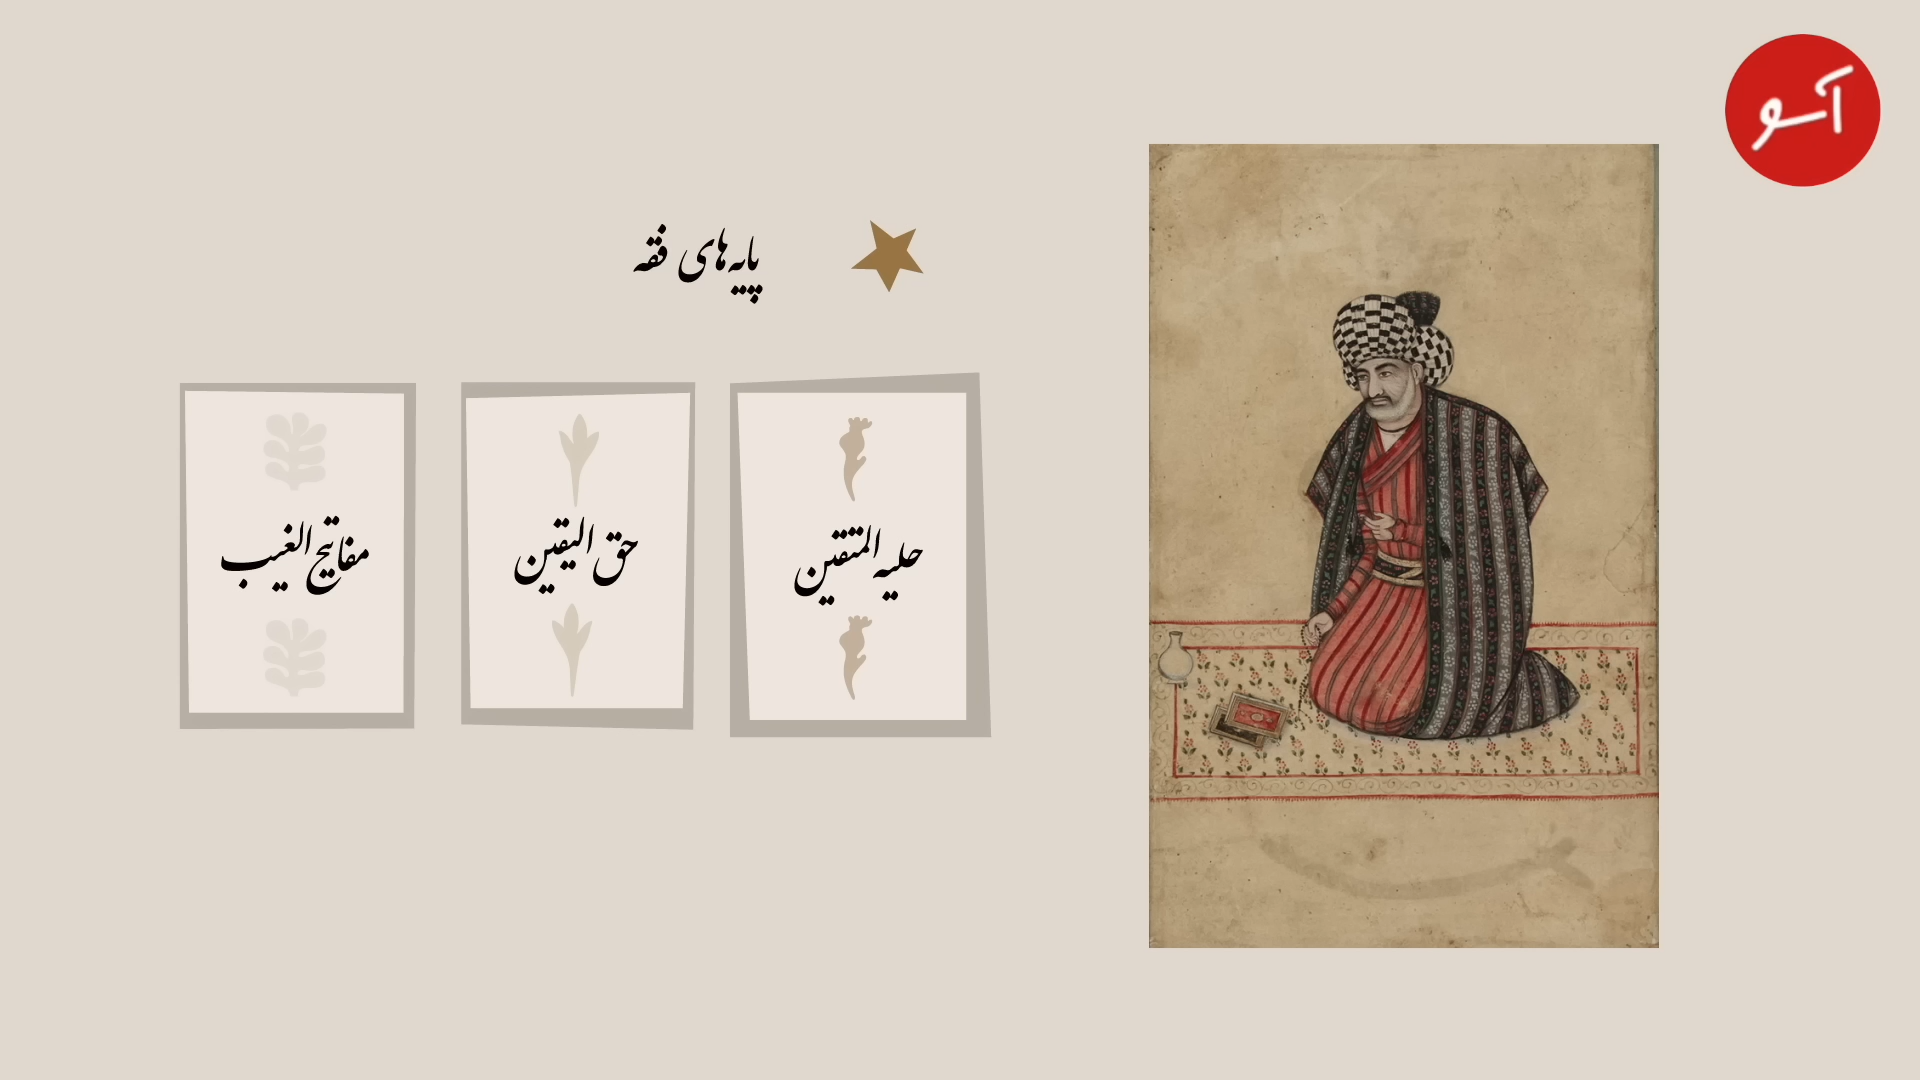 آسو
پایه‌های فقه
حلیه المتقین
حق الیقین
مفاتیح الغیب